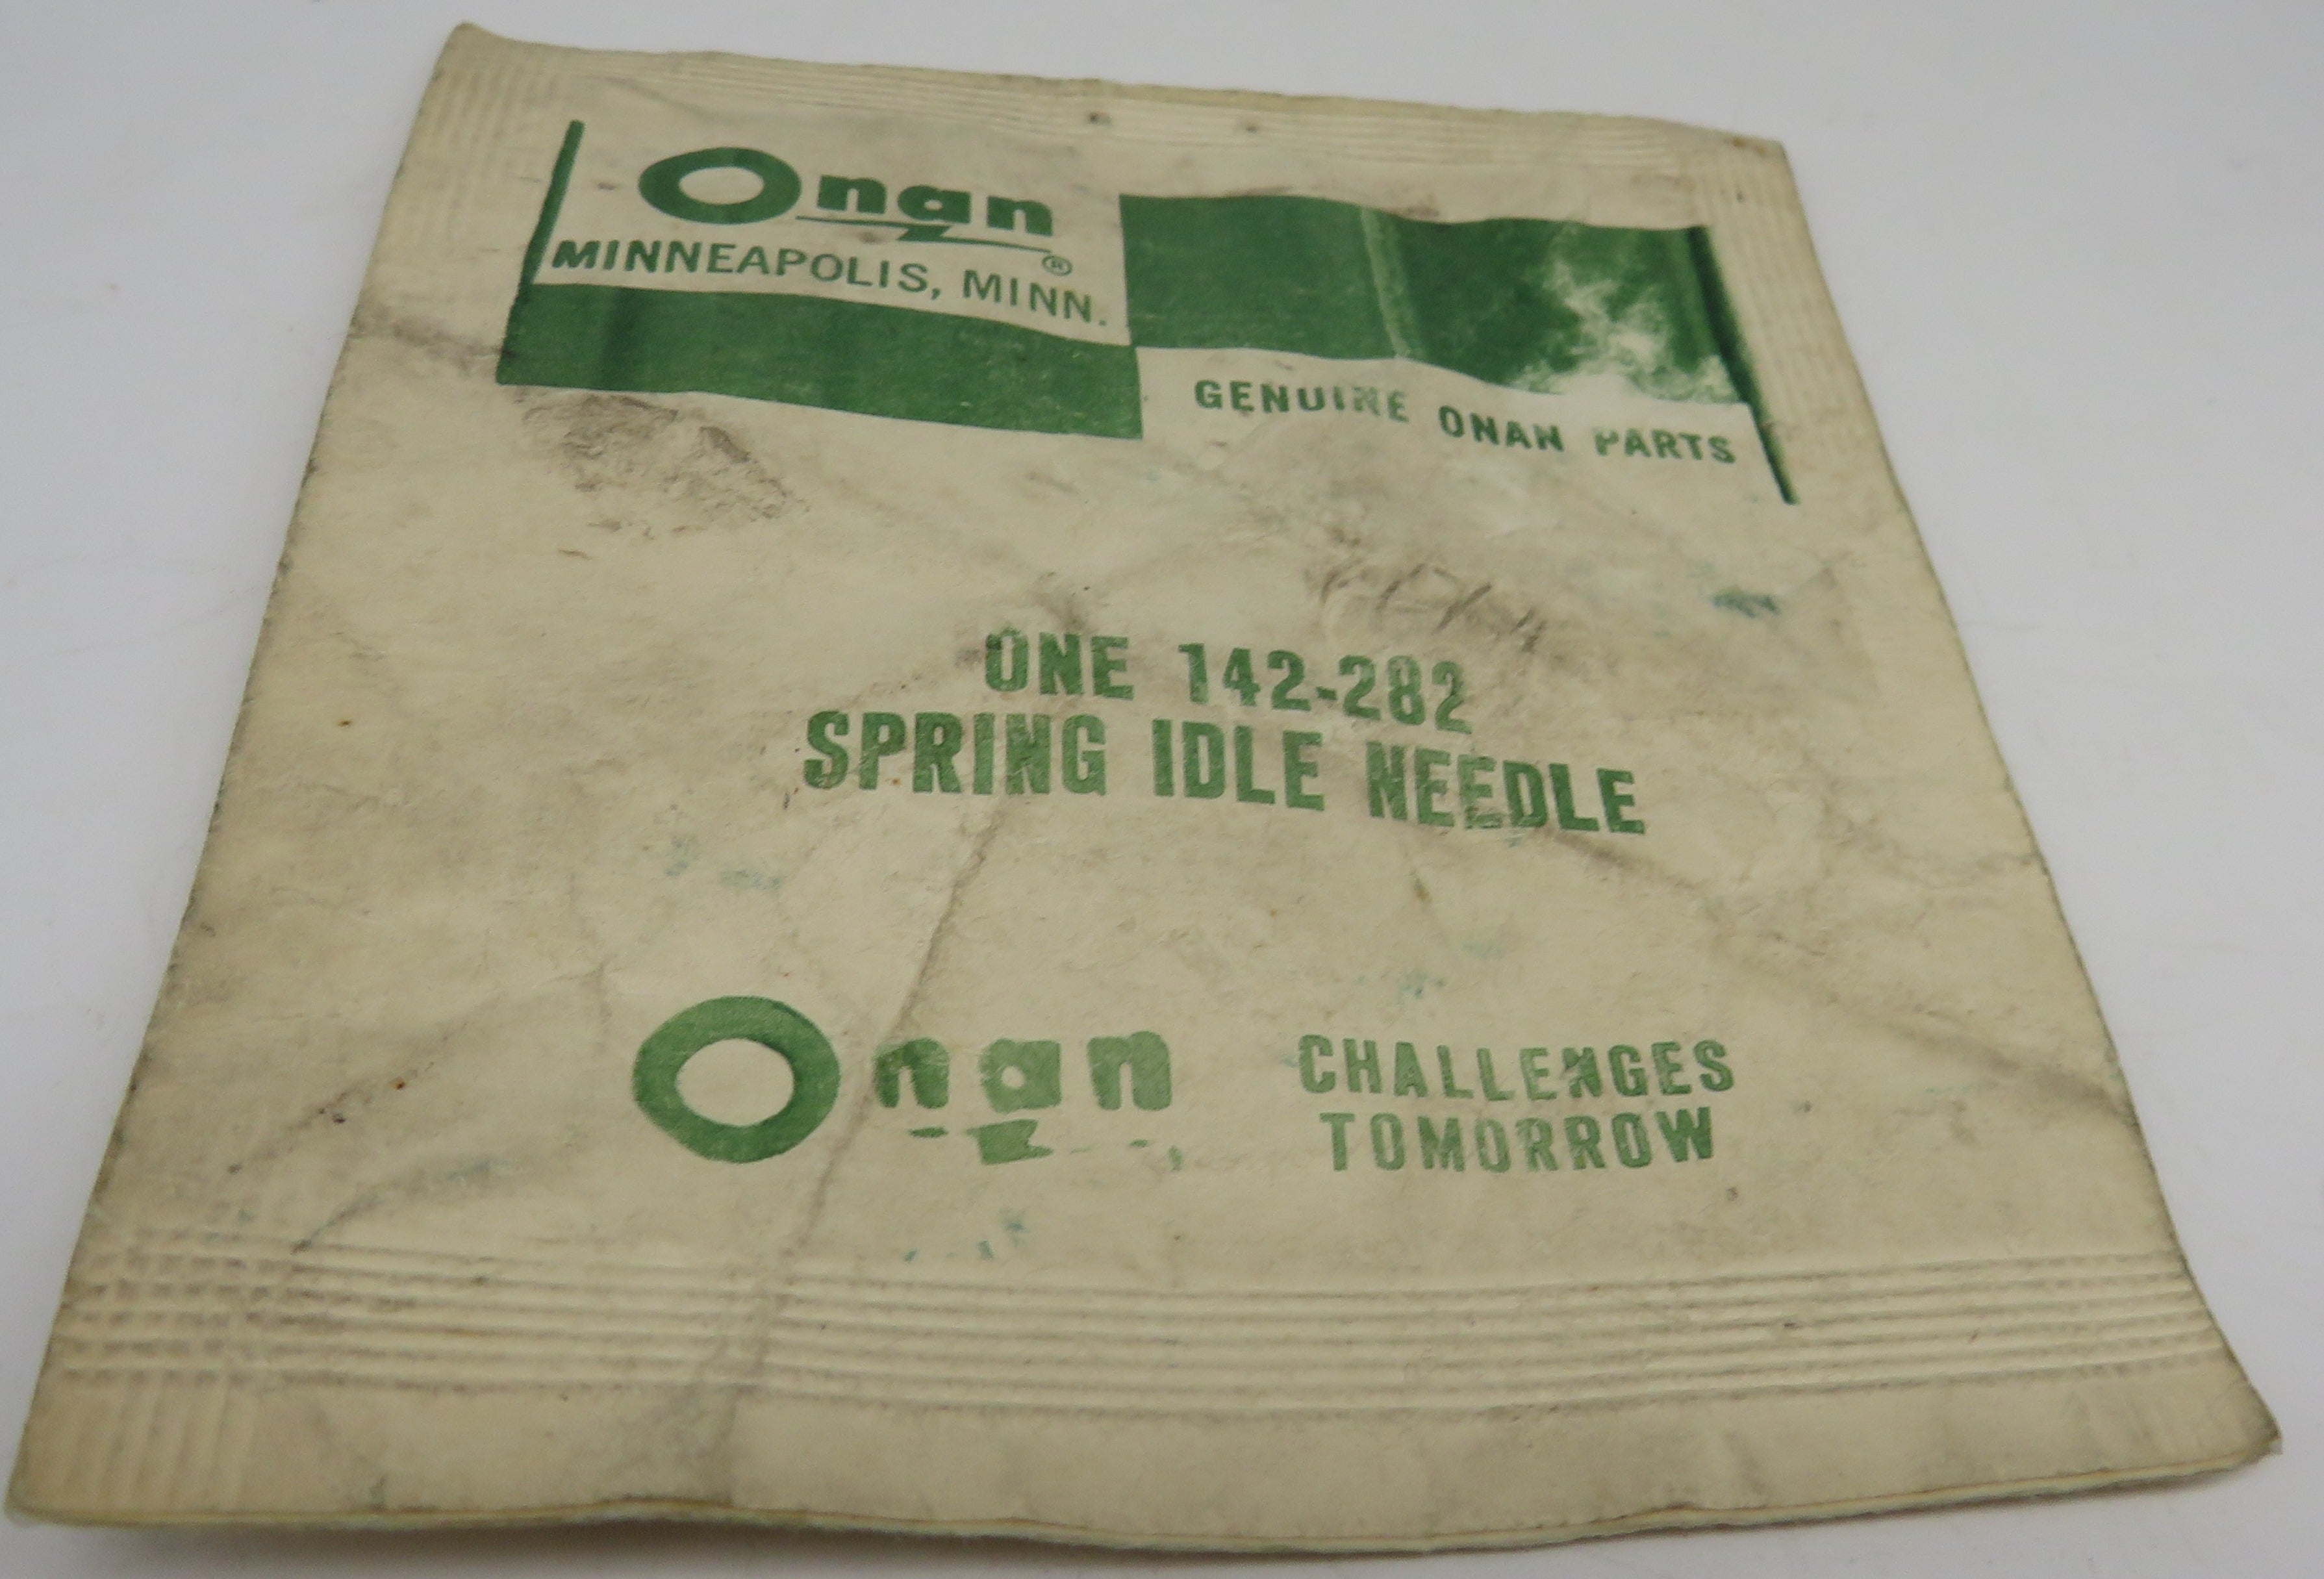 Onan
®
MINNEAPOLIS, MINN.
GENUINE ONAN PARTS
ONE 142-282
SPRING IDLE NEEDLE
Onan
CHALLENGES
TOMORROW